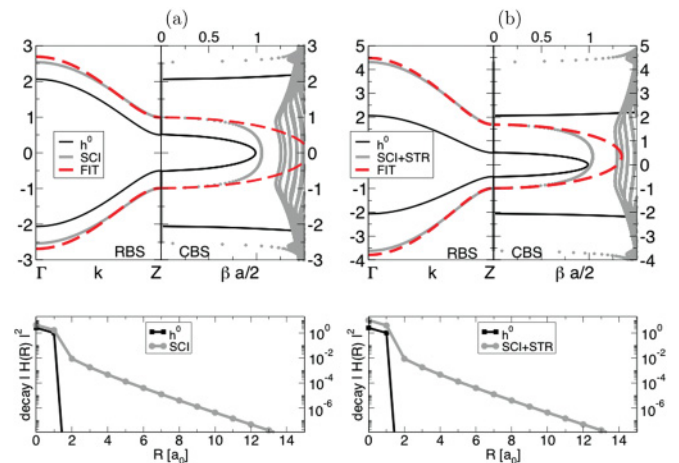 (a)
(b)
0 0.5 1
0 0.5 1
3
2
1
0
-1
-2
-3
h⁰
SCI
FIT
RBS
CBS
3
2
1
0
-1
-2
-3
Γ k Z β a/2
5
4
3
2
1
0
-1
-2
-3
-4
h⁰
SCI+STR
FIT
RBS
CBS
5
4
3
2
1
0
-1
-2
-3
-4
Γ k Z β a/2
decay | H(R) |²
h⁰
SCI
10⁰
10⁻²
10⁻⁴
10⁻⁶
0 2 4 6 8 10 12 14
R [a₀]
decay | H(R) |²
h⁰
SCI+STR
10⁰
10⁻²
10⁻⁴
10⁻⁶
0 2 4 6 8 10 12 14
R [a₀]